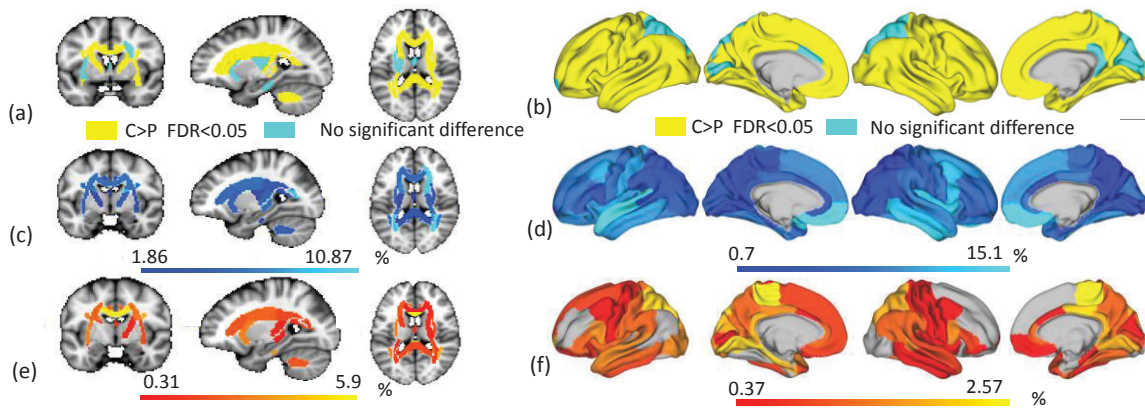 (a)
(b)
C>P FDR<0.05 No significant difference
C>P FDR<0.05 No significant difference
(c)
1.86 10.87 %
(d)
0.7 15.1 %
(e)
0.31 5.9 %
(f)
0.37 2.57 %